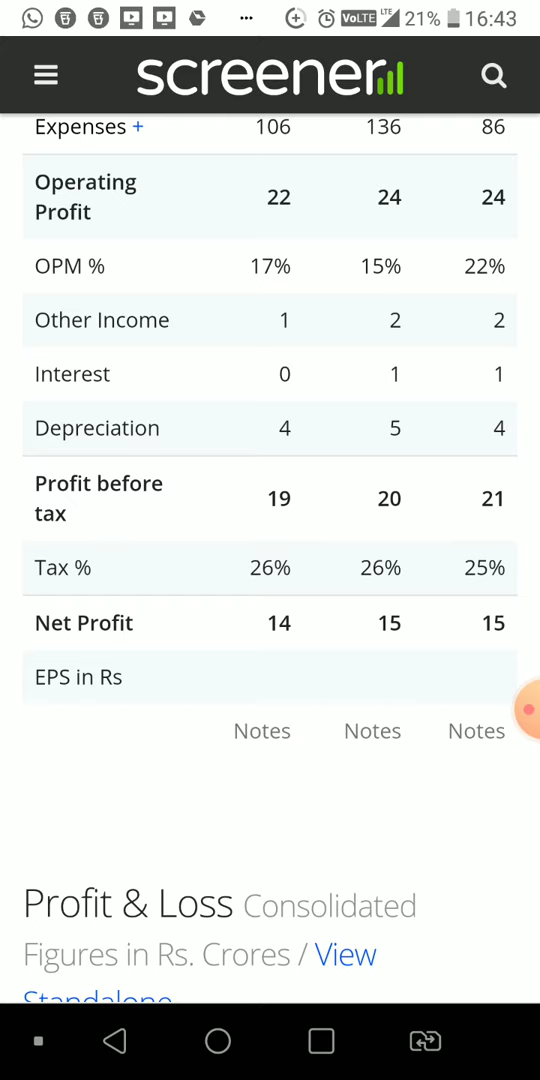 VoLTE LTE 21% 16:43
screener
Expenses + 106 136 86
Operating
Profit 22 24 24
OPM % 17% 15% 22%
Other Income 1 2 2
Interest 0 1 1
Depreciation 4 5 4
Profit before
tax 19 20 21
Tax % 26% 26% 25%
Net Profit 14 15 15
EPS in Rs
Notes Notes Notes
Profit & Loss Consolidated
Figures in Rs. Crores / View
Standalone